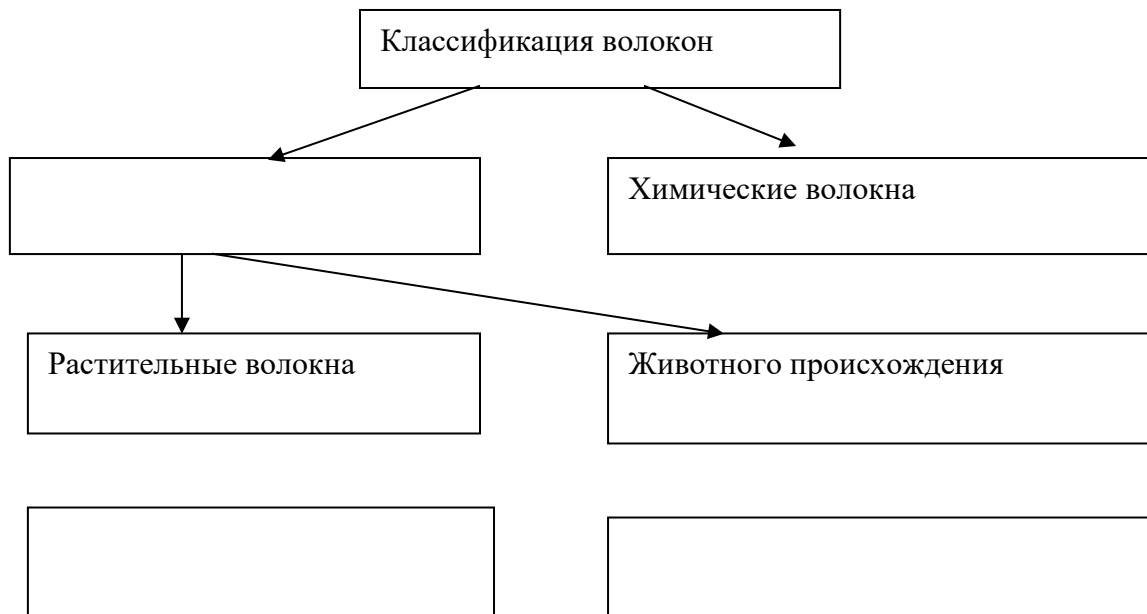 Классификация волокон
Химические волокна
Растительные волокна
Животного происхождения